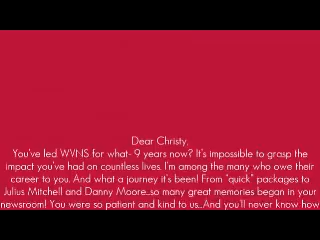 Dear Christy,
You've led WVNS for what- 9 years now? It's impossible to grasp the
impact you've had on countless lives. I'm among the many who owe their
career to you. And what a journey it's been! From "quick" packages to
Julius Mitchell and Danny Moore...so many great memories began in your
newsroom! You were so patient and kind to us...And you'll never know how